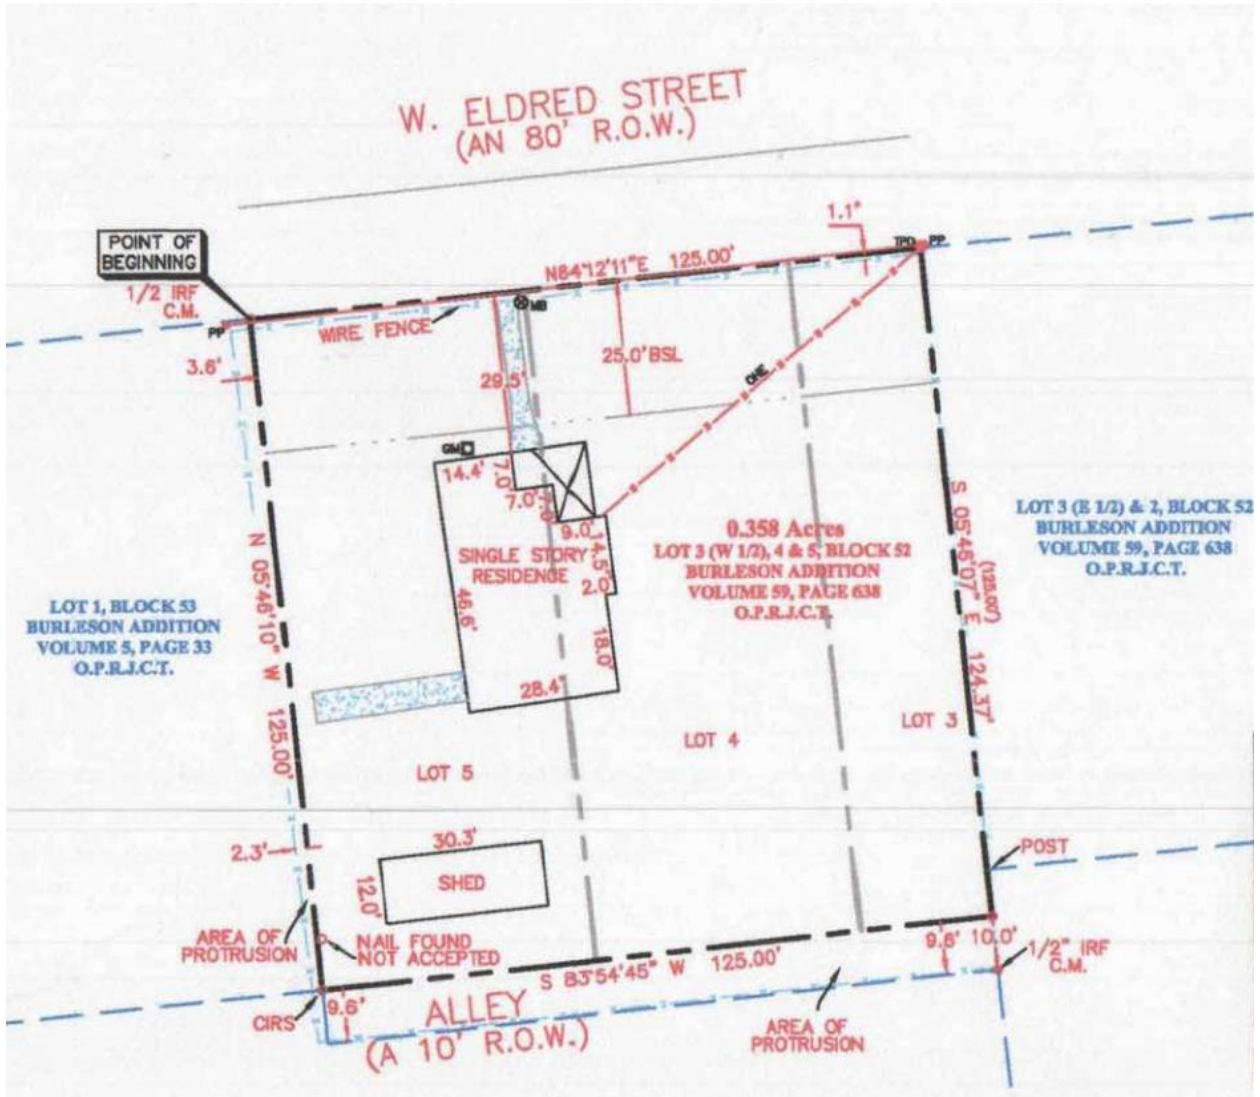 W. ELDRED STREET
(AN 80' R.O.W.)
POINT OF
BEGINNING
1/2 IRF
C.M.
PP
WIRE FENCE
N84°12'11"E 125.00'
MB
1.1"
TPD
PP
3.6'
29.5'
25.0'BSL
OHE
GM
14.4'
7.0'
7.0'
7.0'
9.0'
14.5'
2.0'
18.0'
SINGLE STORY
RESIDENCE
46.6'
28.4'
0.358 Acres
LOT 3 (W 1/2), 4 & 5, BLOCK 52
BURLESON ADDITION
VOLUME 59, PAGE 638
O.P.R.J.C.T.
S 05°46'07" E 124.37'
(125.00')
LOT 3 (E 1/2) & 2, BLOCK 52
BURLESON ADDITION
VOLUME 59, PAGE 638
O.P.R.J.C.T.
LOT 1, BLOCK 53
BURLESON ADDITION
VOLUME 5, PAGE 33
O.P.R.J.C.T.
N 05°46'10" W 125.00'
LOT 3
LOT 4
LOT 5
2.3'
30.3'
12.0'
SHED
POST
AREA OF
PROTRUSION
NAIL FOUND
NOT ACCEPTED
9.6'
10.0'
1/2" IRF
C.M.
S 83°54'45" W 125.00'
CIRS
9.6'
ALLEY
(A 10' R.O.W.)
AREA OF
PROTRUSION